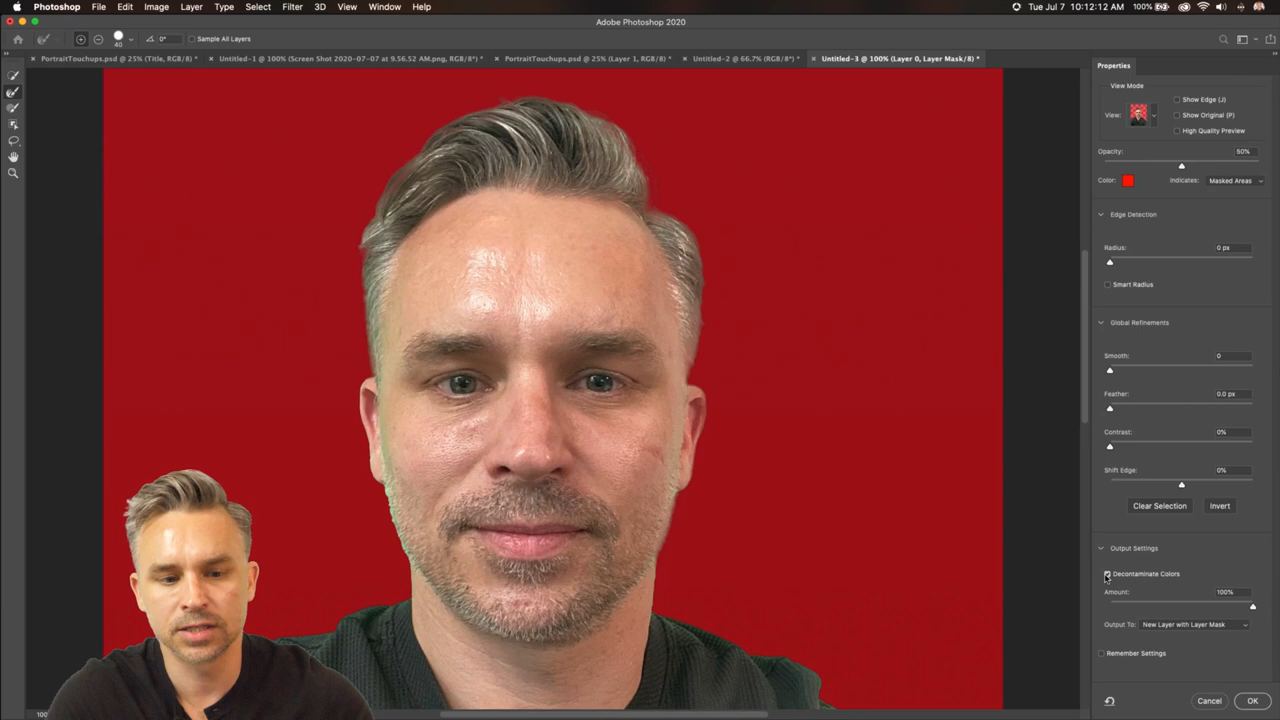 Photoshop File Edit Image Layer Type Select Filter 3D View Window Help 100% Tue Jul 7 10:12:12 AM
Adobe Photoshop 2020
40 0° Sample All Layers
PortraitTouchups.psd @ 25% (Title, RGB/8) * Untitled-1 @ 100% (Screen Shot 2020-07-07 at 9.56.52 AM.png, RGB/8*) * PortraitTouchups.psd @ 25% (Layer 1, RGB/8) * Untitled-2 @ 66.7% (RGB/8*) * Untitled-3 @ 100% (Layer 0, Layer Mask/8) *
Properties
View Mode
Show Edge (J)
View: Show Original (P)
High Quality Preview
Opacity: 50%
Color: Indicates: Masked Areas
Edge Detection
Radius: 0 px
Smart Radius
Global Refinements
Smooth: 0
Feather: 0.0 px
Contrast: 0%
Shift Edge: 0%
Clear Selection Invert
Output Settings
Decontaminate Colors
Amount: 100%
Output To: New Layer with Layer Mask
Remember Settings
Cancel OK